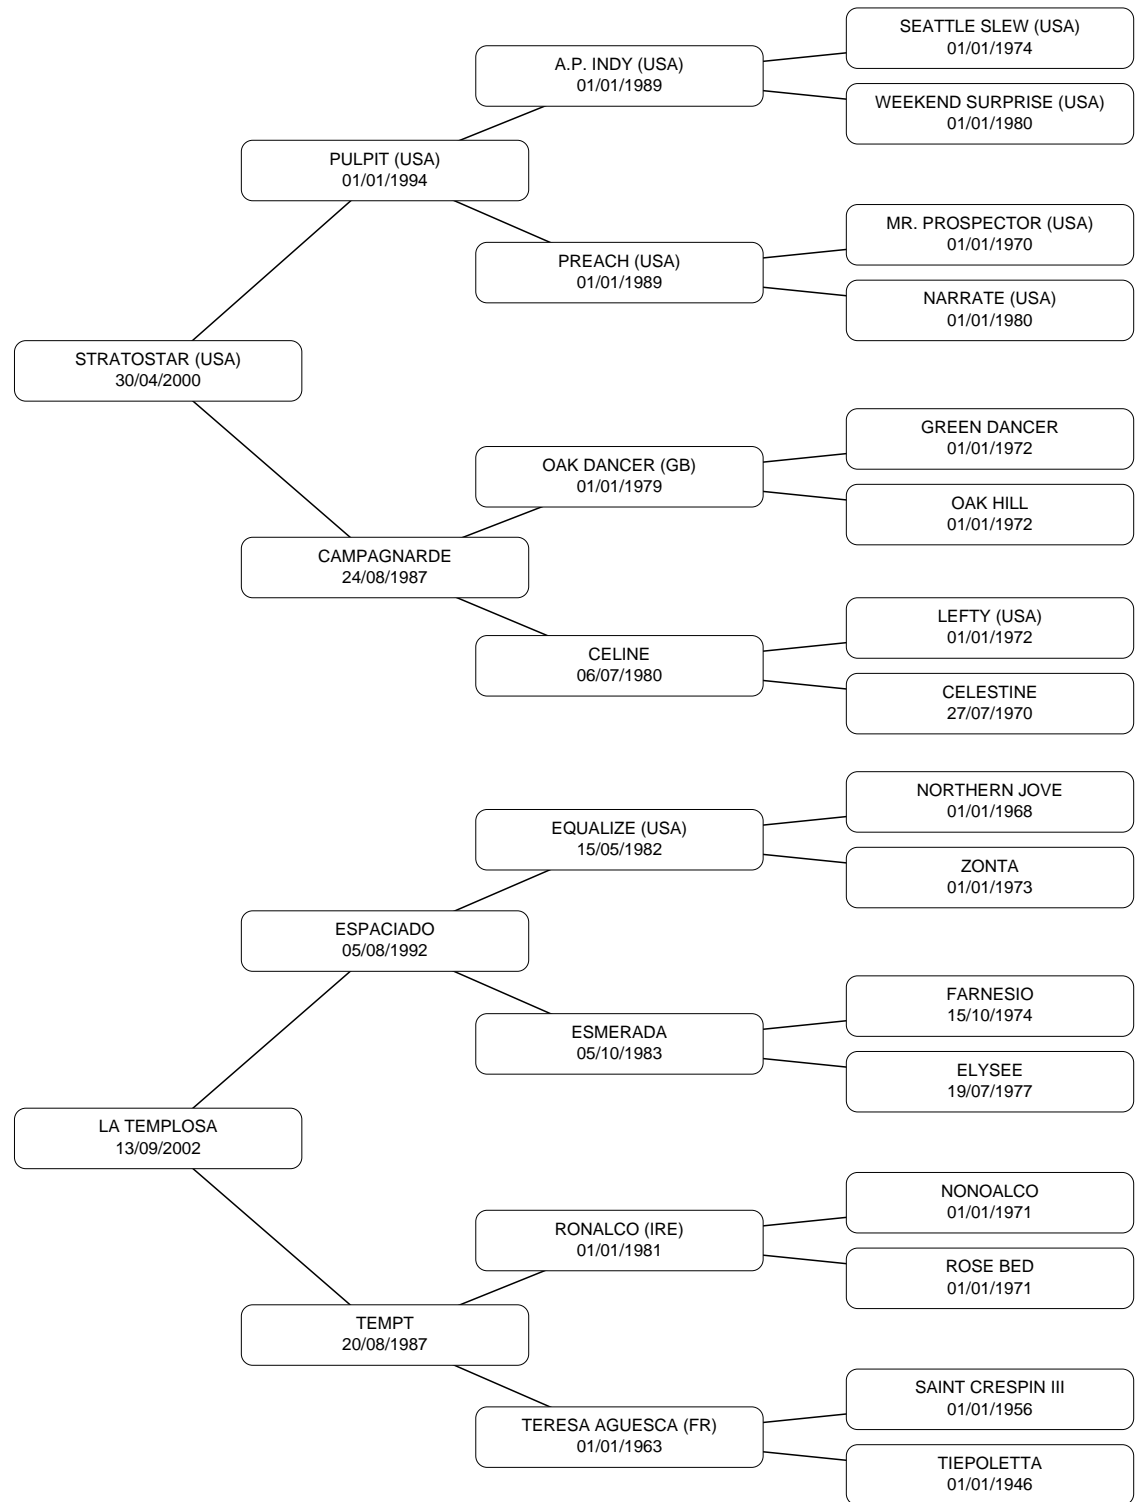 SEATTLE SLEW (USA)
01/01/1974
A.P. INDY (USA)
01/01/1989
WEEKEND SURPRISE (USA)
01/01/1980
PULPIT (USA)
01/01/1994
MR. PROSPECTOR (USA)
01/01/1970
PREACH (USA)
01/01/1989
NARRATE (USA)
01/01/1980
STRATOSTAR (USA)
30/04/2000
GREEN DANCER
01/01/1972
OAK DANCER (GB)
01/01/1979
OAK HILL
01/01/1972
CAMPAGNARDE
24/08/1987
LEFTY (USA)
01/01/1972
CELINE
06/07/1980
CELESTINE
27/07/1970
NORTHERN JOVE
01/01/1968
EQUALIZE (USA)
15/05/1982
ZONTA
01/01/1973
ESPACIADO
05/08/1992
FARNESIO
15/10/1974
ESMERADA
05/10/1983
ELYSEE
19/07/1977
LA TEMPLOSA
13/09/2002
NONOALCO
01/01/1971
RONALCO (IRE)
01/01/1981
ROSE BED
01/01/1971
TEMPT
20/08/1987
SAINT CRESPIN III
01/01/1956
TERESA AGUESCA (FR)
01/01/1963
TIEPOLETTA
01/01/1946